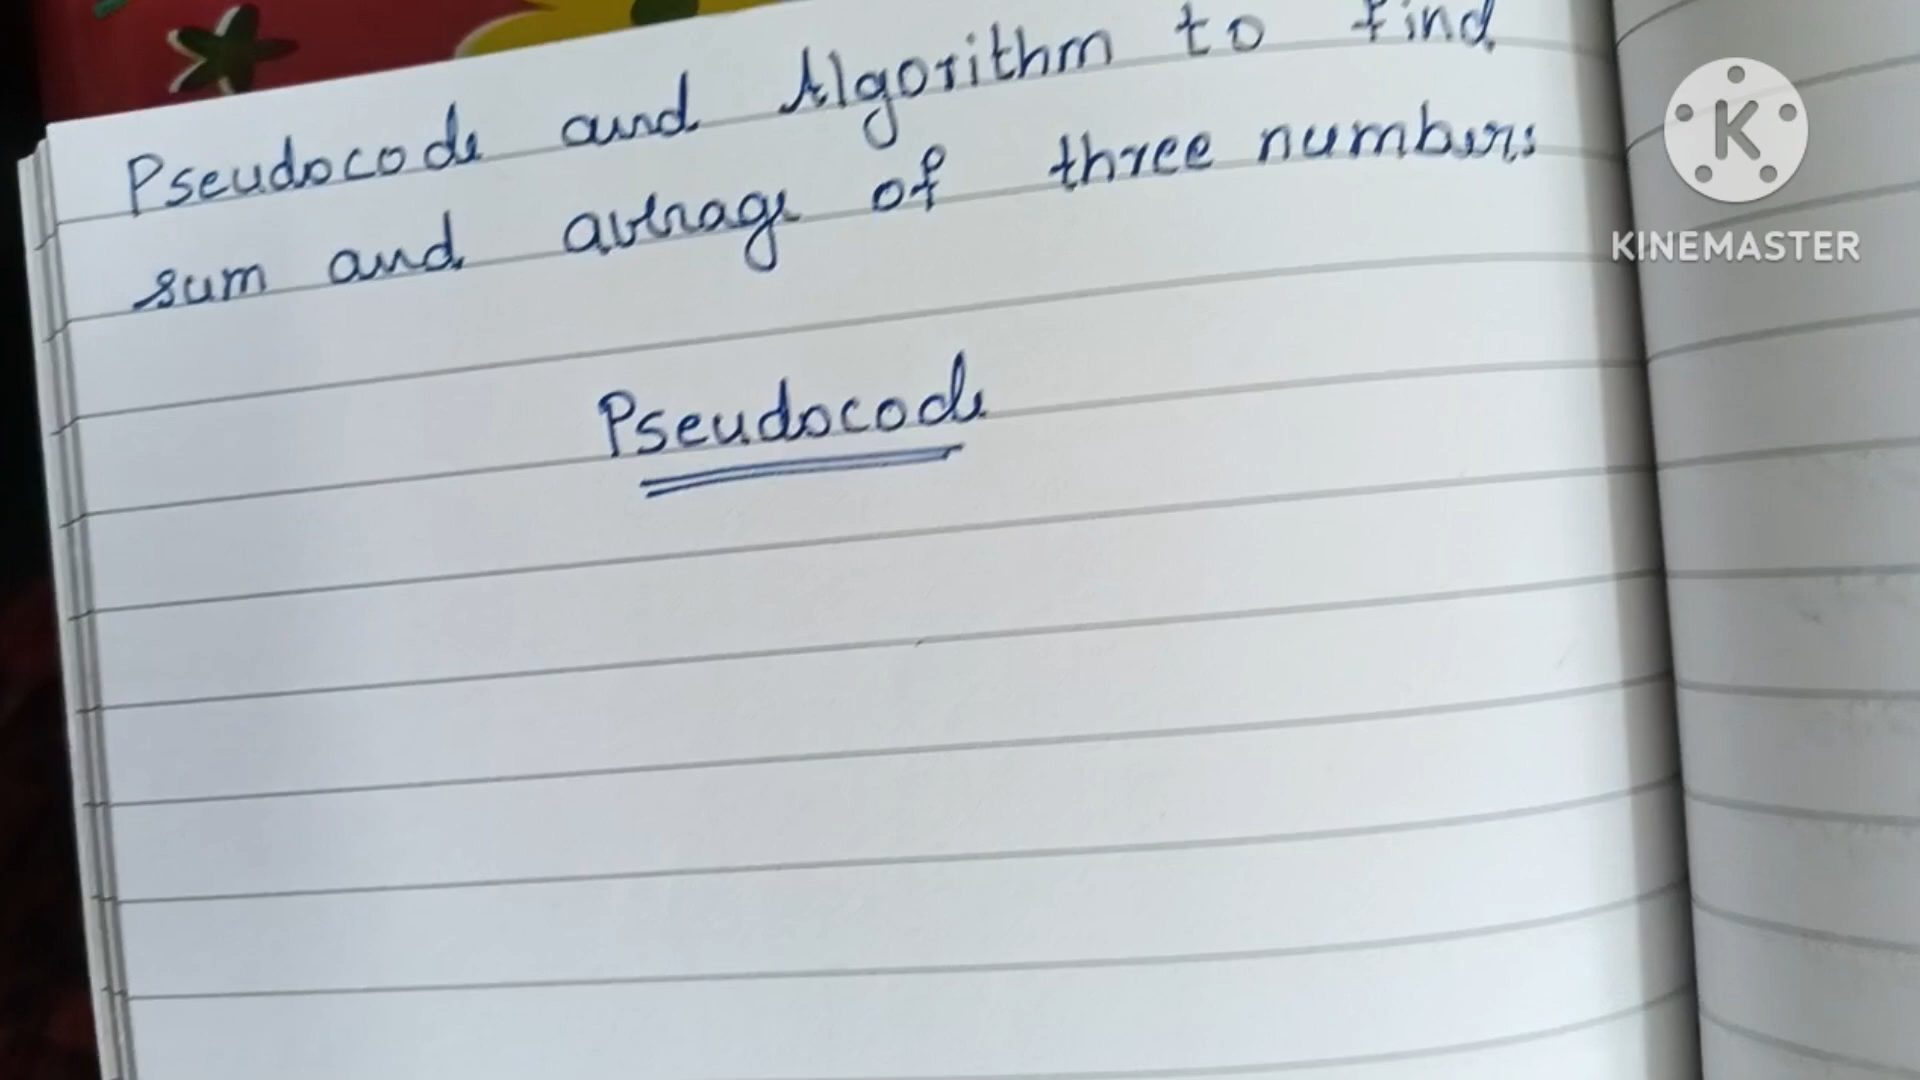 Pseudocode and Algorithm to find
sum and average of three numbers
Pseudocode
KINEMASTER